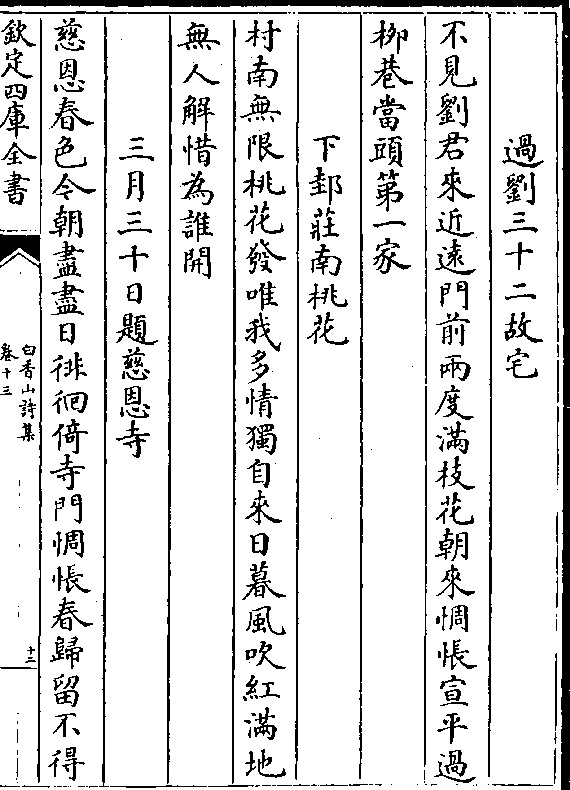 過劉三十二故宅
不見劉君來近遠門前兩度滿枝花朝來惆悵宣平過
柳巷當頭第一家
下邽莊南桃花
村南無限桃花發唯我多情獨自來日暮風吹紅滿地
無人解惜為誰開
三月三十日題慈恩寺
慈恩春色今朝盡盡日徘徊倚寺門惆悵春歸留不得
欽定四庫全書
白香山詩集
卷十三
十三